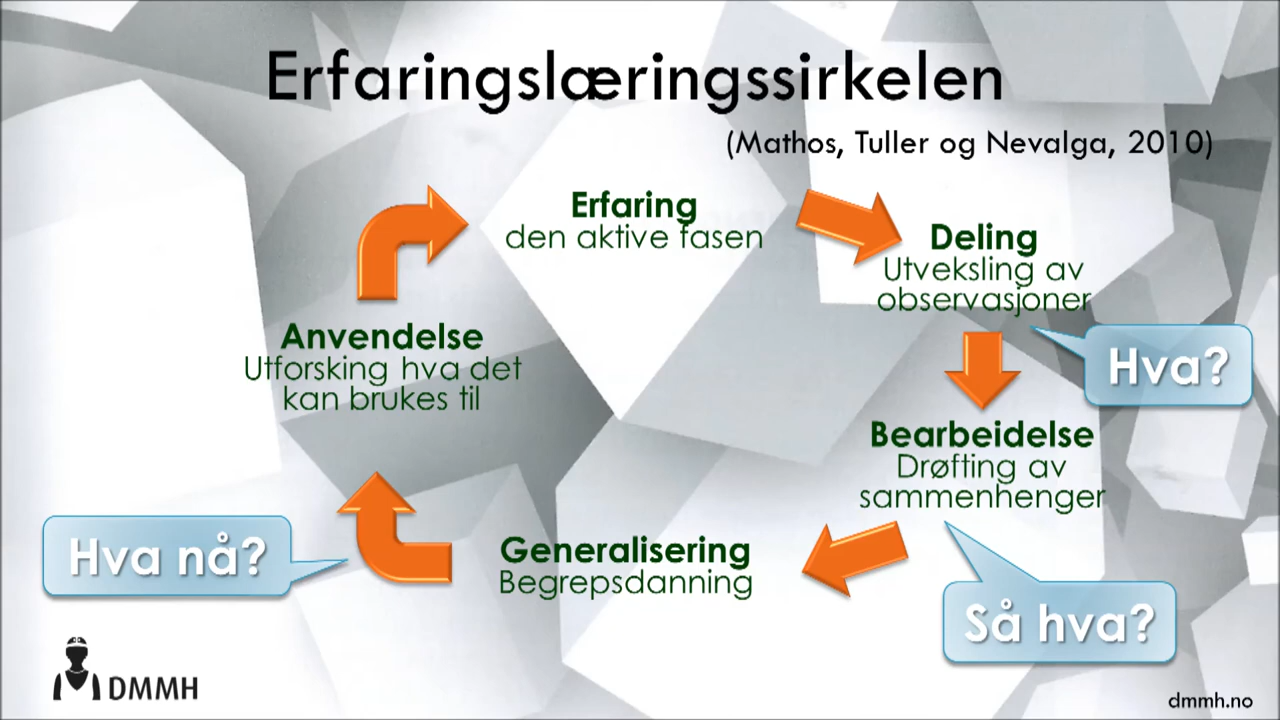 Erfaringslæringssirkelen
(Mathos, Tuller og Nevalga, 2010)
Erfaring
den aktive fasen
Deling
Utveksling av
observasjoner
Hva?
Bearbeidelse
Drøfting av
sammenhenger
Så hva?
Generalisering
Begrepsdanning
Hva nå?
Anvendelse
Utforsking hva det
kan brukes til
DMMH
dmmh.no